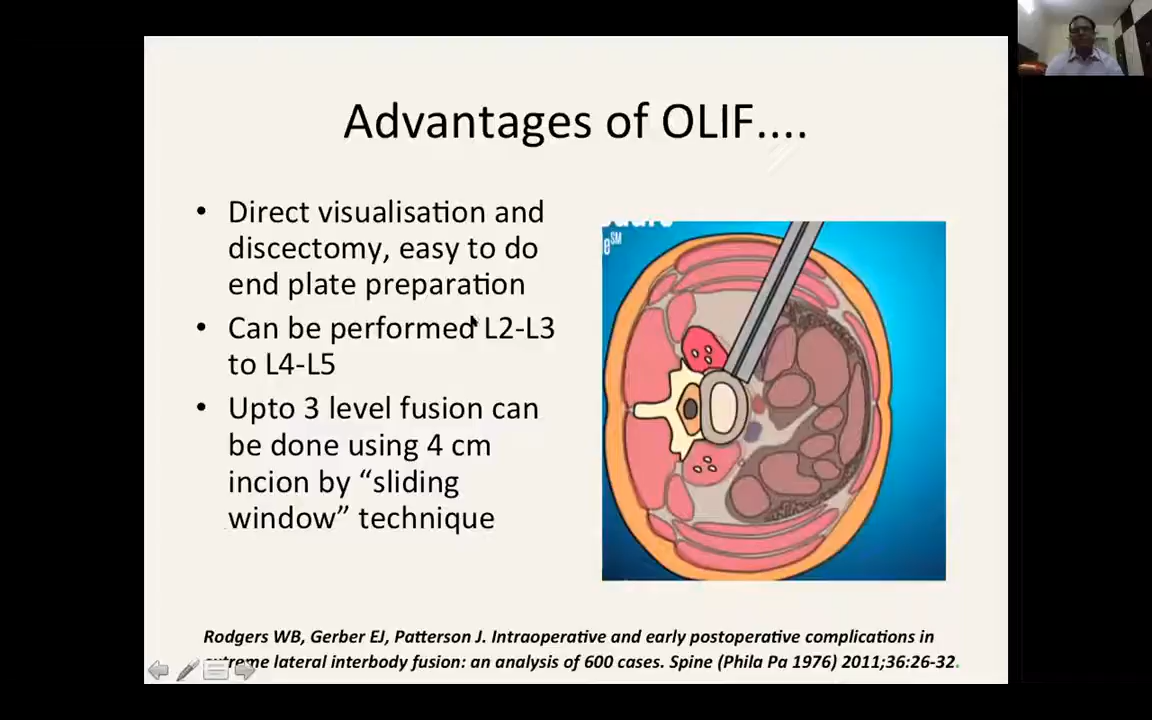 Advantages of OLIF....
• Direct visualisation and
discectomy, easy to do
end plate preparation
• Can be performed L2-L3
to L4-L5
• Upto 3 level fusion can
be done using 4 cm
incion by “sliding
window” technique
e℠
Rodgers WB, Gerber EJ, Patterson J. Intraoperative and early postoperative complications in
extreme lateral interbody fusion: an analysis of 600 cases. Spine (Phila Pa 1976) 2011;36:26-32.